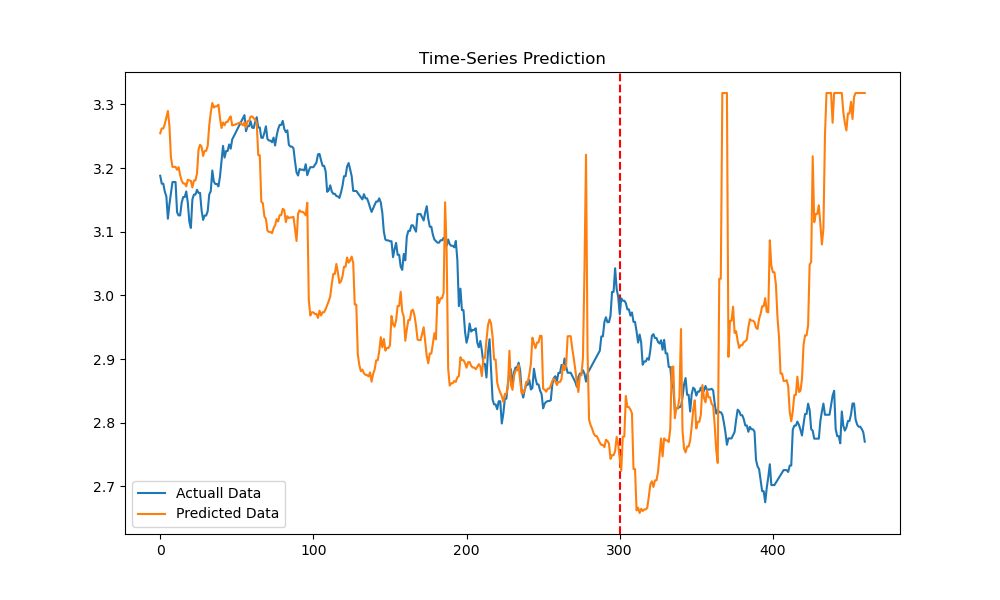 Time-Series Prediction
3.3
3.2
3.1
3.0
2.9
2.8
2.7
Actuall Data
Predicted Data
0 100 200 300 400